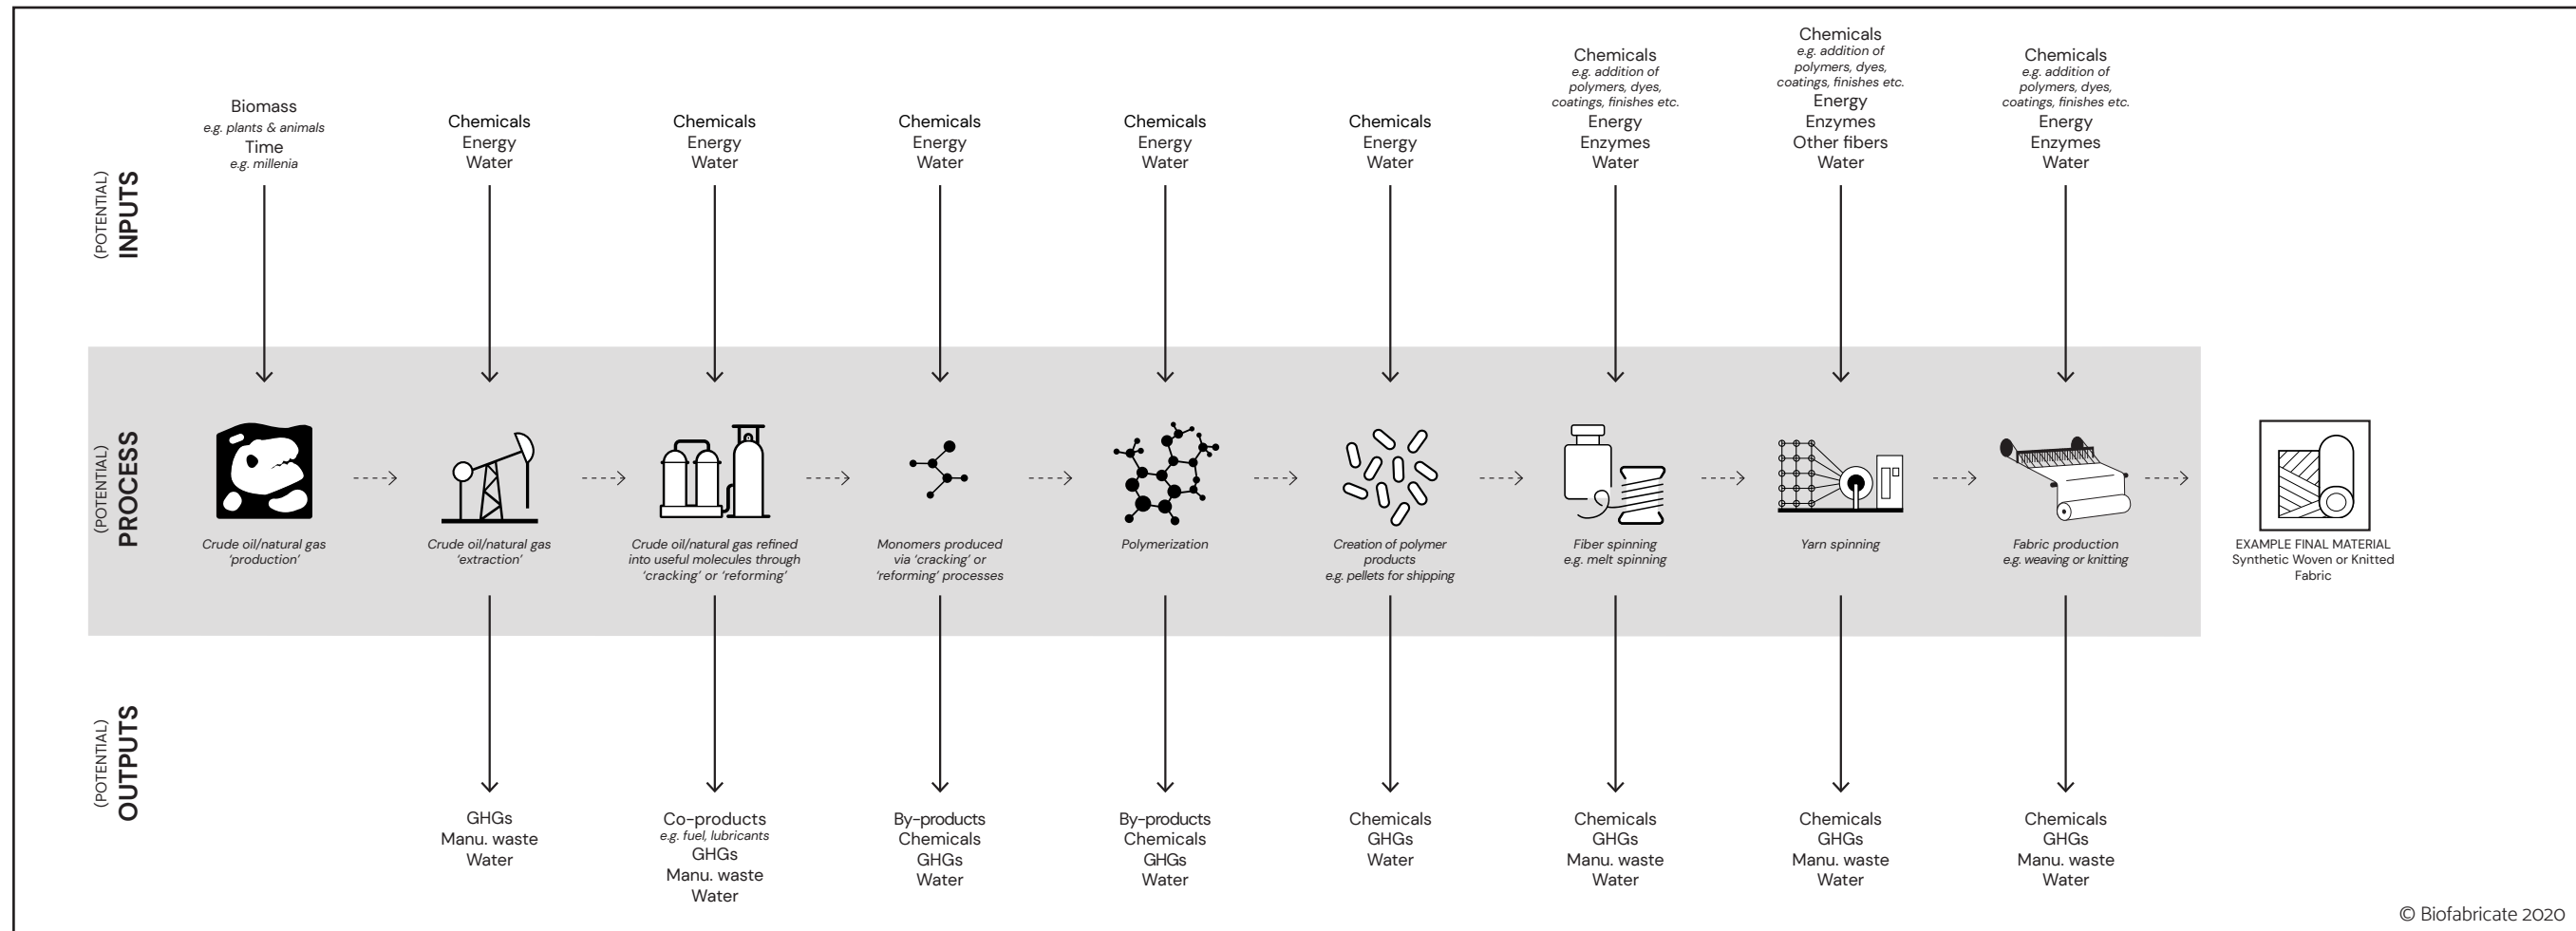 (POTENTIAL)
INPUTS
Biomass
e.g. plants & animals
Time
e.g. millenia
Chemicals
Energy
Water
Chemicals
Energy
Water
Chemicals
Energy
Water
Chemicals
Energy
Water
Chemicals
Energy
Water
Chemicals
e.g. addition of
polymers, dyes,
coatings, finishes etc.
Energy
Enzymes
Water
Chemicals
e.g. addition of
polymers, dyes,
coatings, finishes etc.
Energy
Enzymes
Other fibers
Water
Chemicals
e.g. addition of
polymers, dyes,
coatings, finishes etc.
Energy
Enzymes
Water
(POTENTIAL)
PROCESS
Crude oil/natural gas
‘production’
Crude oil/natural gas
‘extraction’
Crude oil/natural gas refined
into useful molecules through
‘cracking’ or ‘reforming’
Monomers produced
via ‘cracking’ or
‘reforming’ processes
Polymerization
Creation of polymer
products
e.g. pellets for shipping
Fiber spinning
e.g. melt spinning
Yarn spinning
Fabric production
e.g. weaving or knitting
EXAMPLE FINAL MATERIAL
Synthetic Woven or Knitted
Fabric
(POTENTIAL)
OUTPUTS
GHGs
Manu. waste
Water
Co-products
e.g. fuel, lubricants
GHGs
Manu. waste
Water
By-products
Chemicals
GHGs
Water
By-products
Chemicals
GHGs
Water
Chemicals
GHGs
Water
Chemicals
GHGs
Manu. waste
Water
Chemicals
GHGs
Manu. waste
Water
Chemicals
GHGs
Manu. waste
Water
© Biofabricate 2020